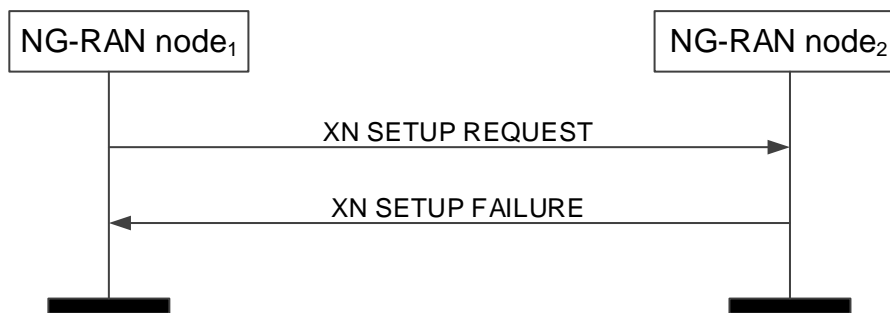 NG-RAN node₁
NG-RAN node₂
XN SETUP REQUEST
XN SETUP FAILURE